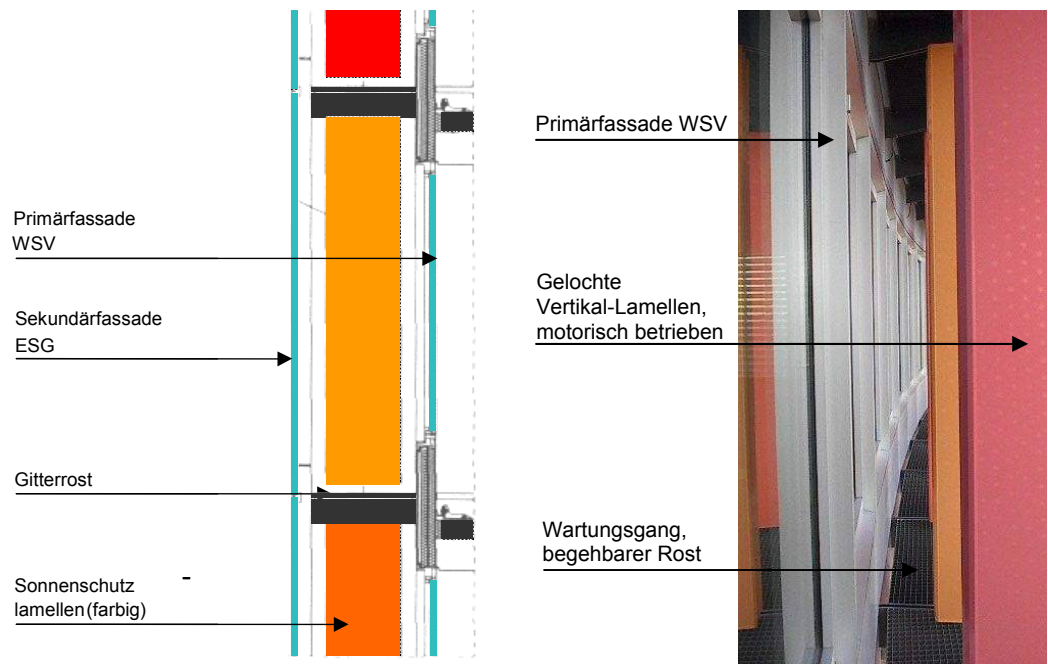 Primärfassade
WSV
Sekundärfassade
ESG
Gitterrost
Sonnenschutz
lamellen (farbig)
Primärfassade WSV
Gelochte
Vertikal-Lamellen,
motorisch betrieben
Wartungsgang,
begehbarer Rost